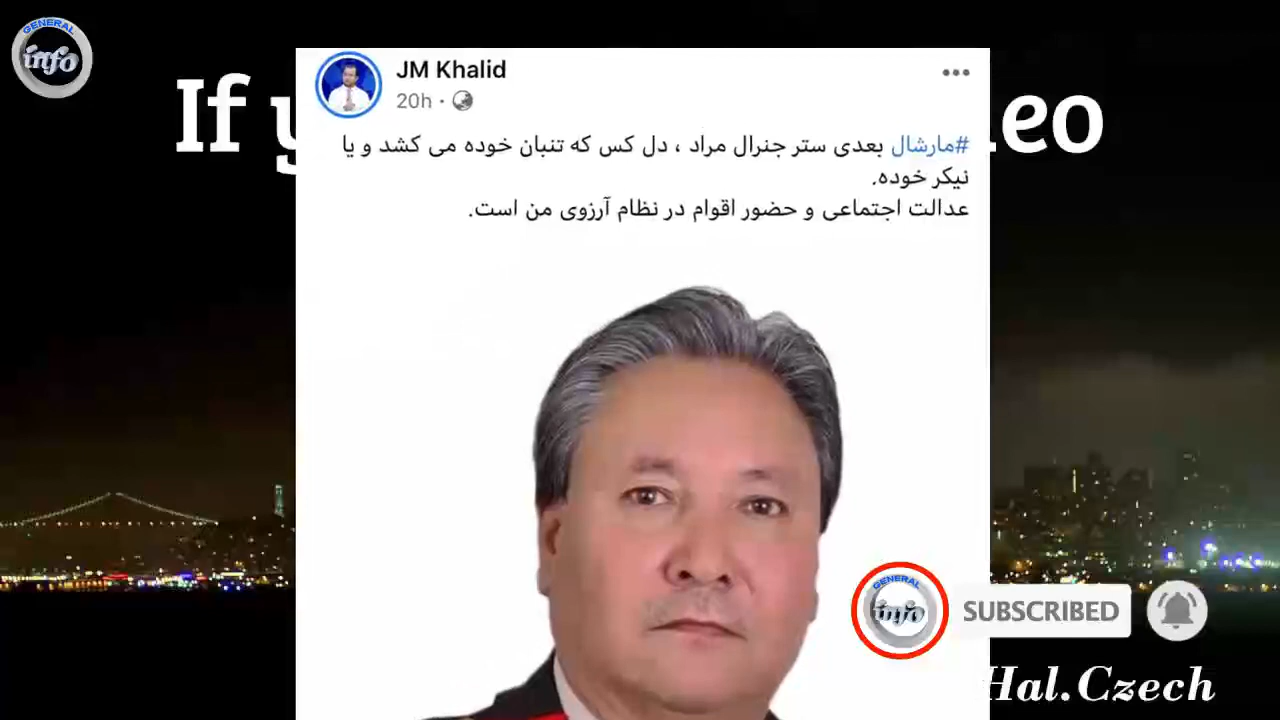 GENERAL
info
If y
eo
JM Khalid
20h ·
#مارشال بعدی ستر جنرال مراد ، دل کس که تنبان خوده می کشد و یا
نیکر خوده.
عدالت اجتماعی و حضور اقوام در نظام آرزوی من است.
GENERAL
info
SUBSCRIBED
Hal.Czech